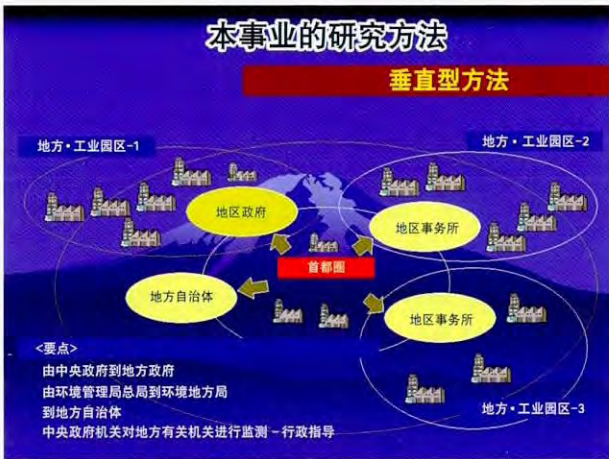 本事业的研究方法
垂直型方法
地方・工业园区-1
地方・工业园区-2
地区政府
地区事务所
首都圈
地方自治体
地区事务所
<要点>
由中央政府到地方政府
由环境管理局总局到环境地方局
到地方自治体
中央政府机关对地方有关机关进行监测-行政指导
地方・工业园区-3